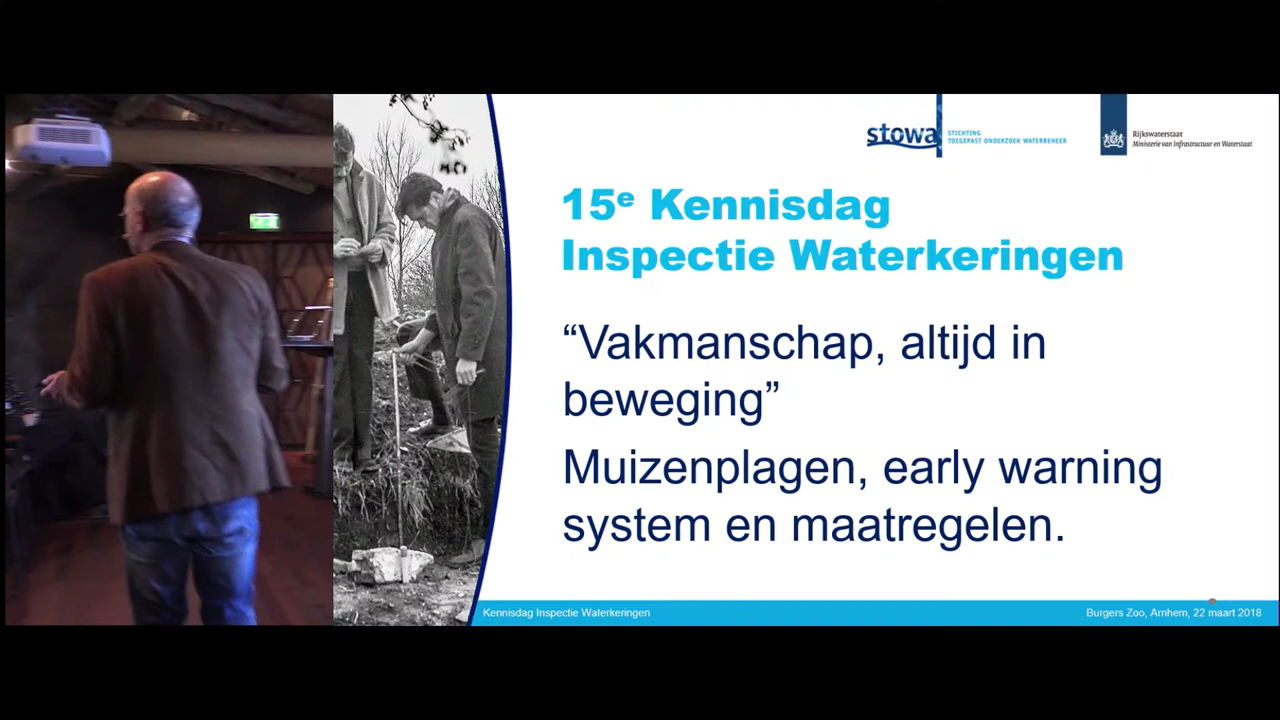 stowa
STICHTING
TOEGEPAST ONDERZOEK WATERBEHEER
Rijkswaterstaat
Ministerie van Infrastructuur en Waterstaat
15e Kennisdag
Inspectie Waterkeringen
“Vakmanschap, altijd in
beweging”
Muizenplagen, early warning
system en maatregelen.
Kennisdag Inspectie Waterkeringen
Burgers Zoo, Arnhem, 22 maart 2018